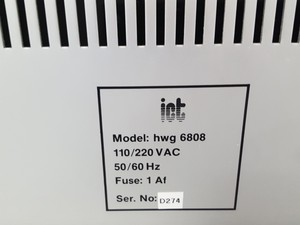 ict
Model: hwg 6808
110/220 VAC
50/60 Hz
Fuse: 1 Af
Ser. No: D274